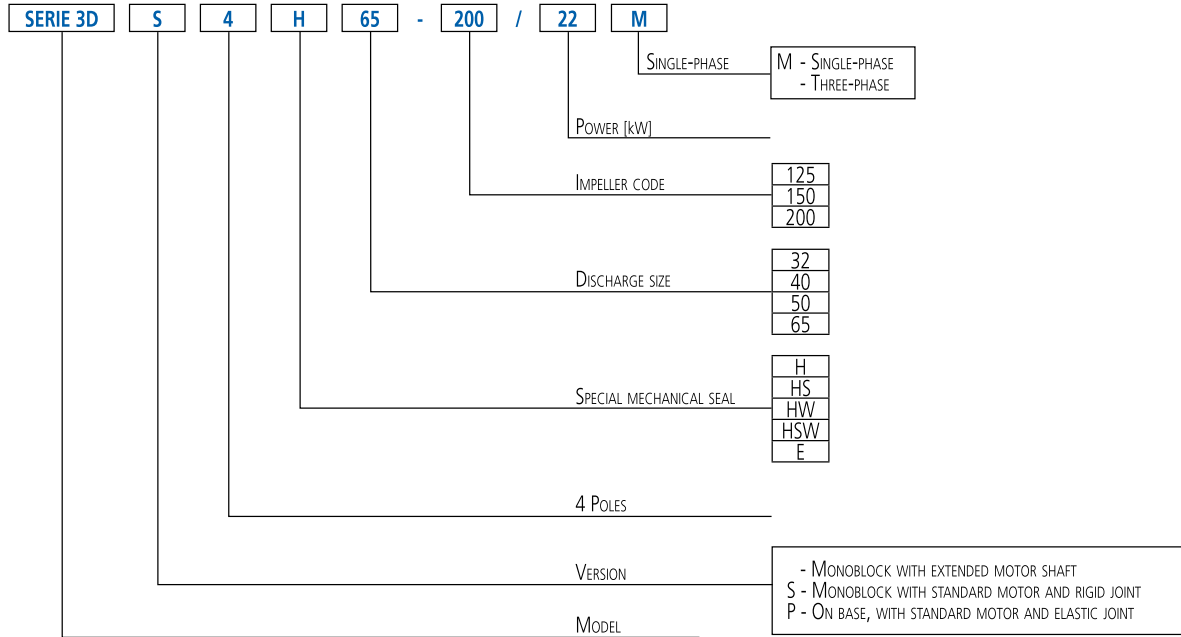 SERIE 3D S 4 H 65 - 200 / 22 M
Single-phase
M - Single-phase
- Three-phase
Power [kW]
Impeller code
125
150
200
Discharge size
32
40
50
65
Special mechanical seal
H
HS
HW
HSW
E
4 Poles
Version
- Monoblock with extended motor shaft
S - Monoblock with standard motor and rigid joint
P - On base, with standard motor and elastic joint
Model